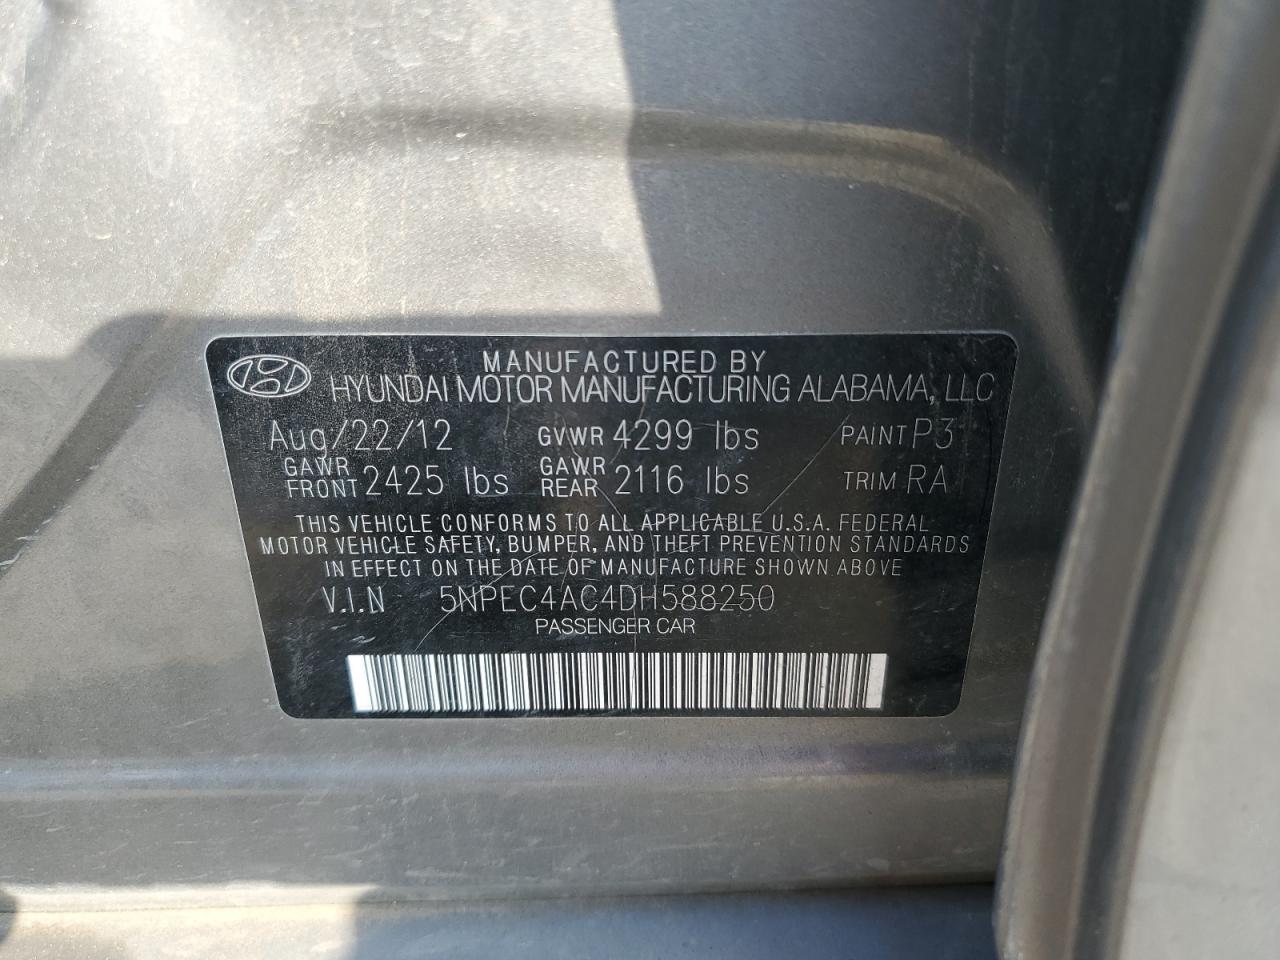 MANUFACTURED BY
HYUNDAI MOTOR MANUFACTURING ALABAMA, LLC
Aug/22/12 GVWR 4299 lbs PAINT P3
GAWR FRONT 2425 lbs GAWR REAR 2116 lbs TRIM RA
THIS VEHICLE CONFORMS TO ALL APPLICABLE U.S.A. FEDERAL
MOTOR VEHICLE SAFETY, BUMPER, AND THEFT PREVENTION STANDARDS
IN EFFECT ON THE DATE OF MANUFACTURE SHOWN ABOVE
V.I.N 5NPEC4AC4DH588250
PASSENGER CAR